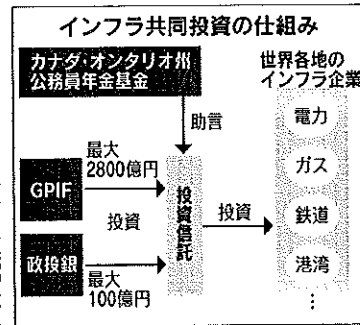 インフラ共同投資の仕組み
カナダ・オンタリオ州
公務員年金基金
世界各地の
インフラ企業
助言
電力
ガス
鉄道
港湾
⋮
GPIF
最大
2800億円
投資
投資信託
投資
政投銀
最大
100億円